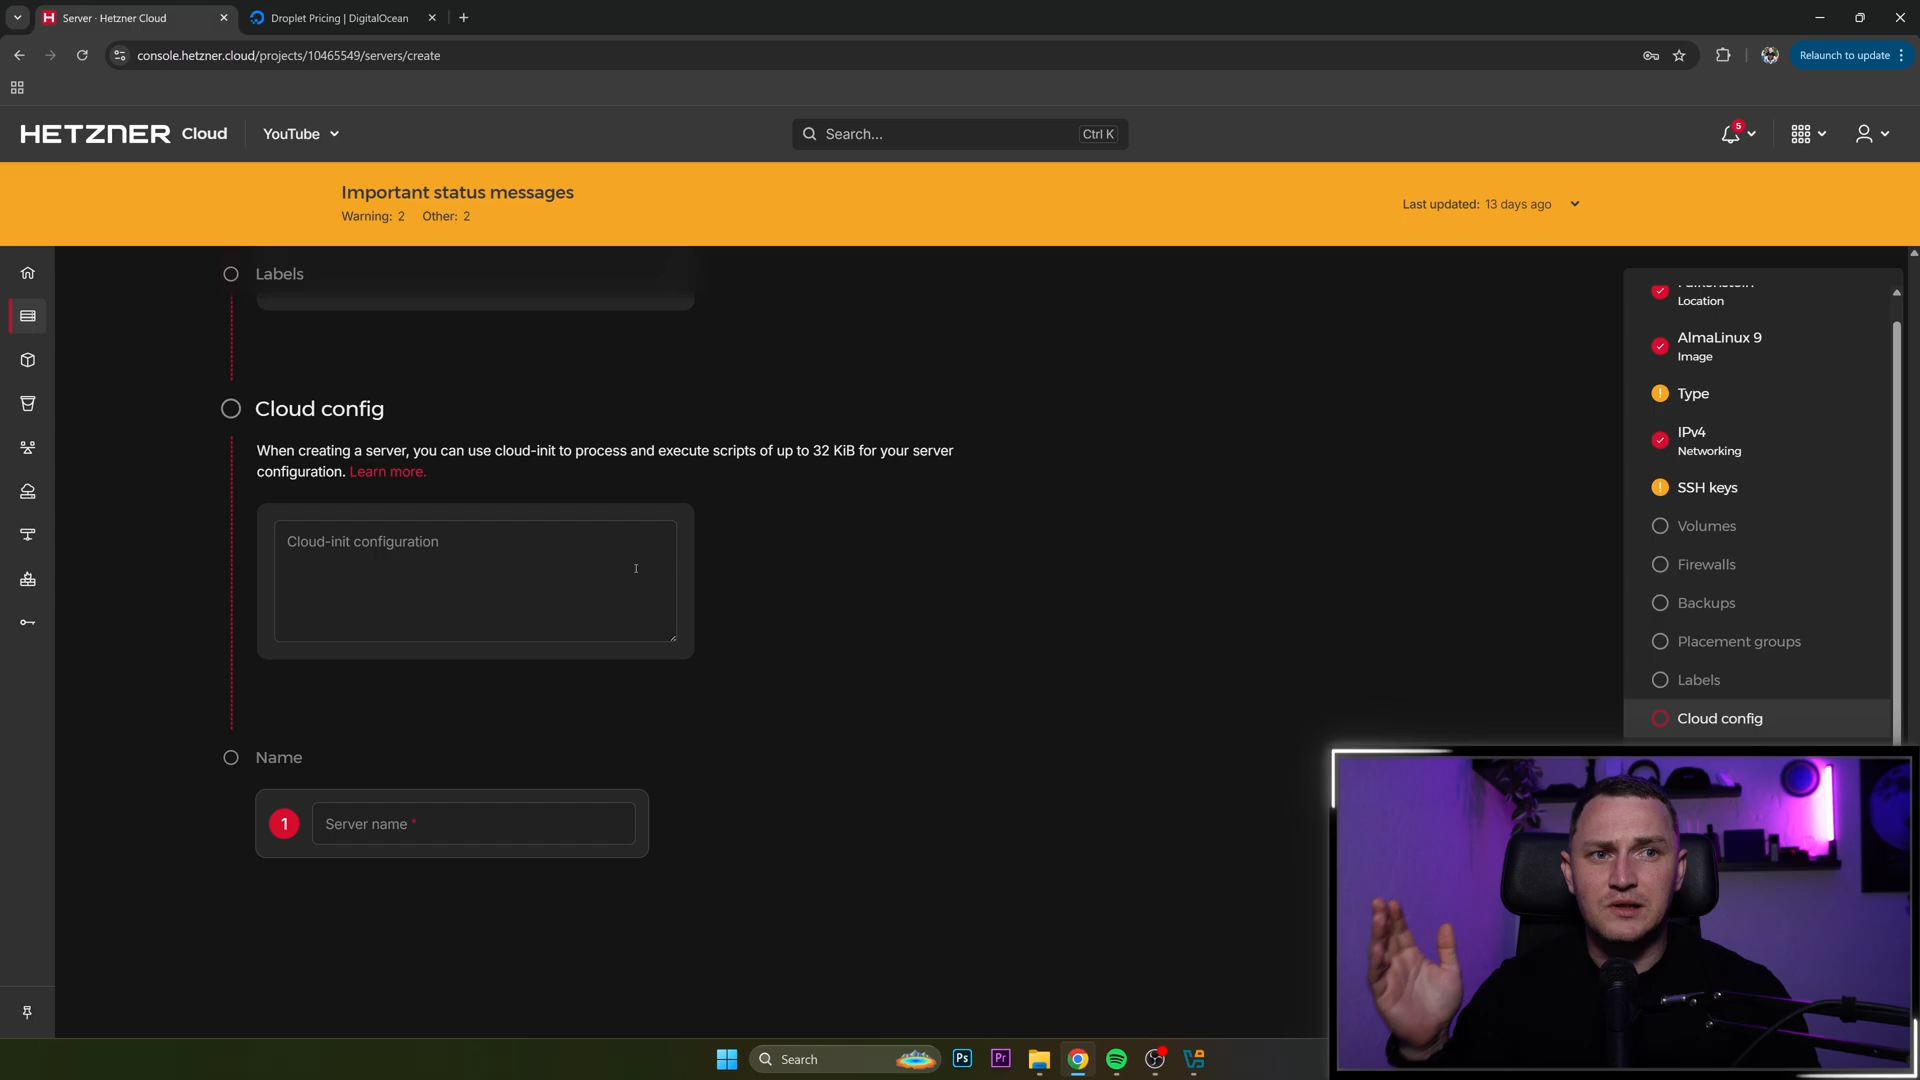 Server · Hetzner Cloud
Droplet Pricing | DigitalOcean
console.hetzner.cloud/projects/10465549/servers/create
Relaunch to update
HETZNER Cloud
YouTube
Search...
Ctrl K
5
Important status messages
Warning: 2 Other: 2
Last updated: 13 days ago
Labels
Cloud config
When creating a server, you can use cloud-init to process and execute scripts of up to 32 KiB for your server
configuration. Learn more.
Cloud-init configuration
Name
1
Server name *
Location
AlmaLinux 9
Image
Type
IPv4
Networking
SSH keys
Volumes
Firewalls
Backups
Placement groups
Labels
Cloud config
Search
Ps
Pr